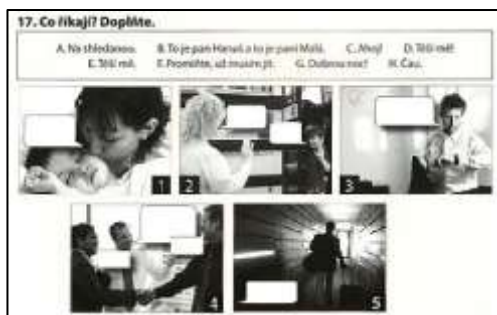 17. Co říkají? Doplňte.
A. Na shledanou. B. To je pan Hanuš a to je paní Malá. C. Ahoj! D. Těší mě!
E. Těší mě. F. Promiňte, už musím jít. G. Dobrou noc! H. Čau.
1
2
3
4
5